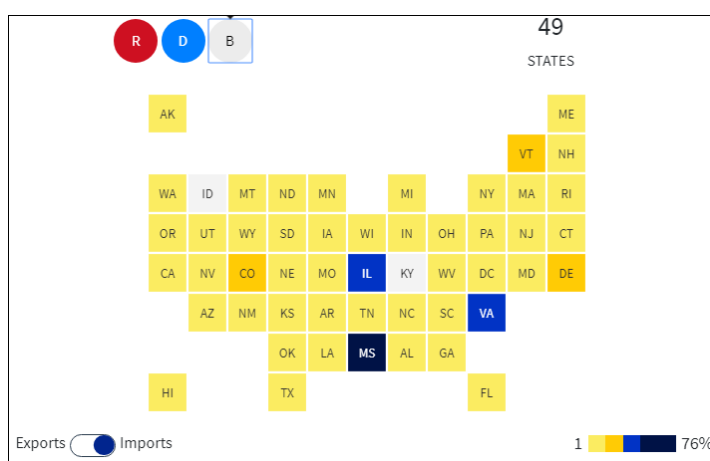 R D B 49
STATES
AK ME
VT NH
WA ID MT ND MN MI NY MA RI
OR UT WY SD IA WI IN OH PA NJ CT
CA NV CO NE MO IL KY WV DC MD DE
AZ NM KS AR TN NC SC VA
OK LA MS AL GA
HI TX FL
Exports Imports 1 76%